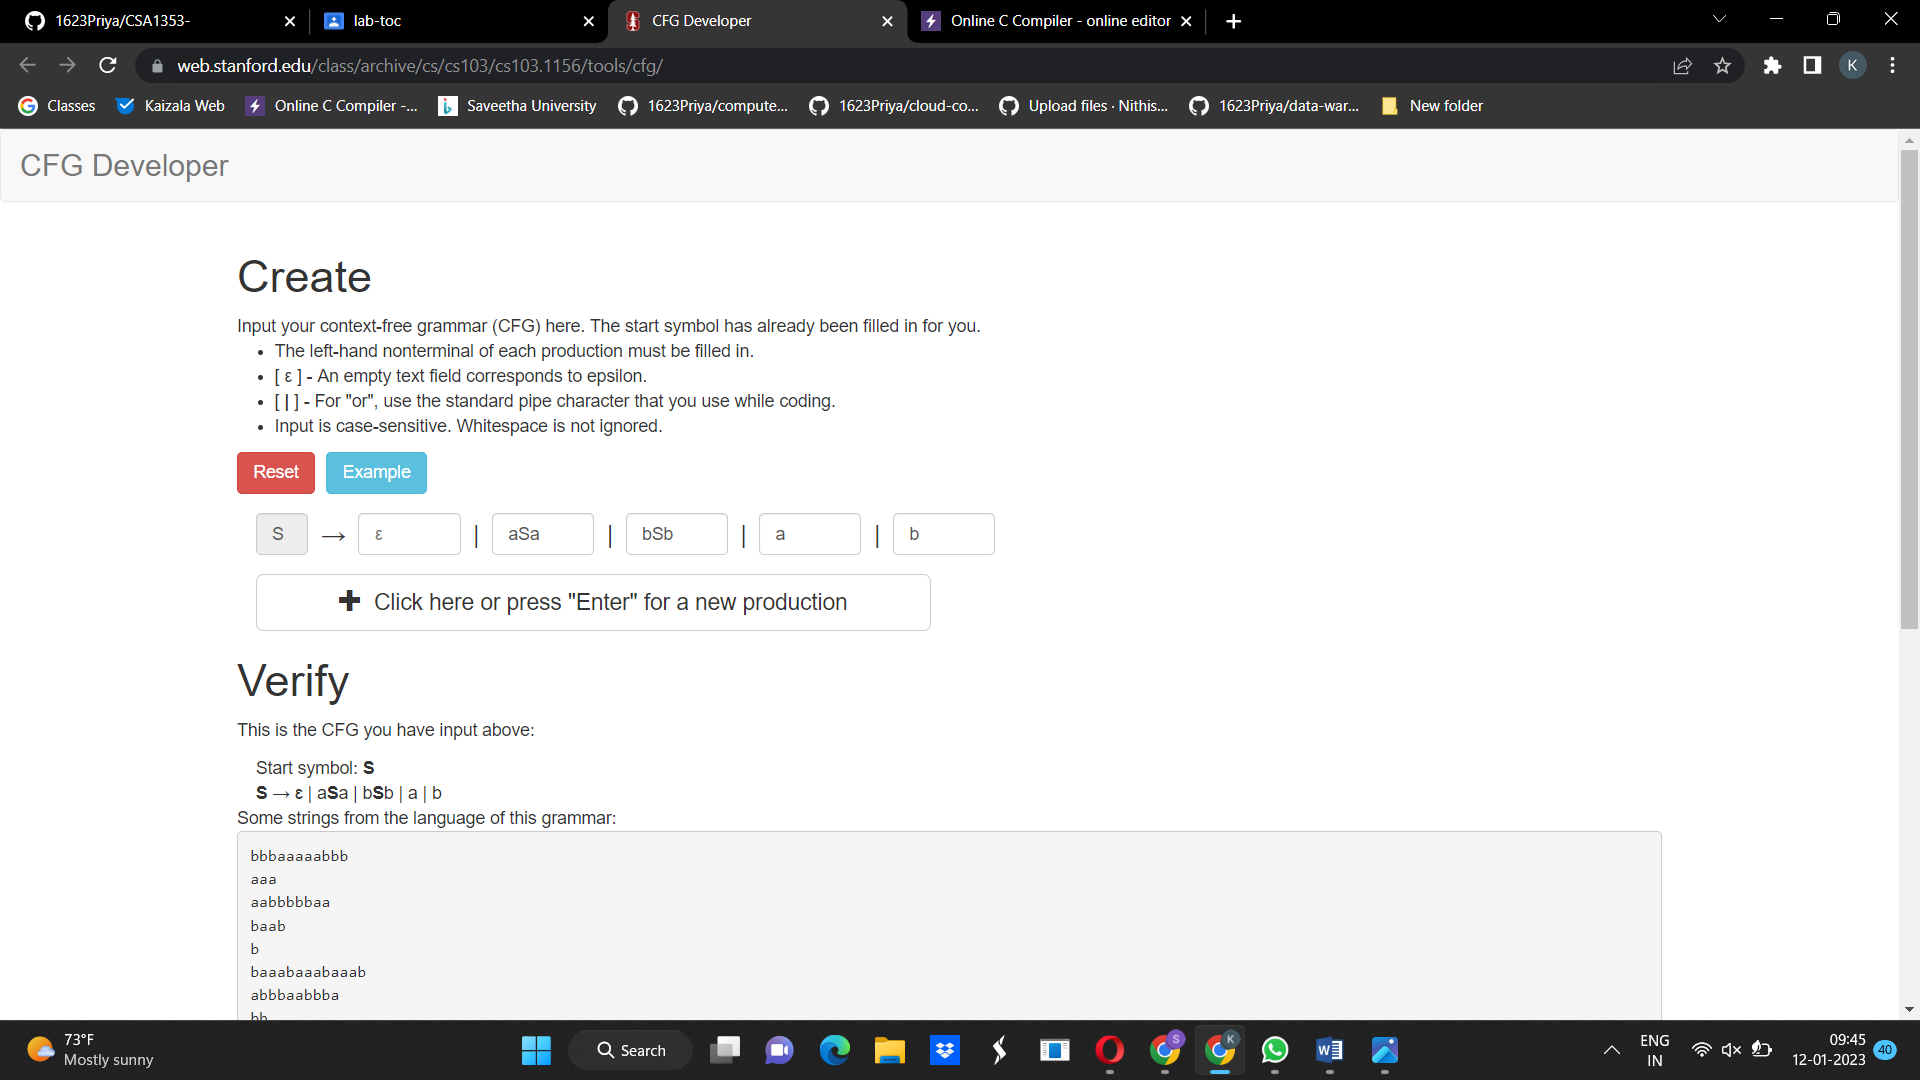 1623Priya/CSA1353-
lab-toc
CFG Developer
Online C Compiler - online editor
web.stanford.edu/class/archive/cs/cs103/cs103.1156/tools/cfg/
K
Classes
Kaizala Web
Online C Compiler -...
Saveetha University
1623Priya/compute...
1623Priya/cloud-co...
Upload files · Nithis...
1623Priya/data-war...
New folder
CFG Developer
Create
Input your context-free grammar (CFG) here. The start symbol has already been filled in for you.
• The left-hand nonterminal of each production must be filled in.
• [ ε ] - An empty text field corresponds to epsilon.
• [ | ] - For "or", use the standard pipe character that you use while coding.
• Input is case-sensitive. Whitespace is not ignored.
Reset Example
S → ε | aSa | bSb | a | b
Click here or press "Enter" for a new production
Verify
This is the CFG you have input above:
Start symbol: S
S → ε | aSa | bSb | a | b
Some strings from the language of this grammar:
bbbaaaaabbb
aaa
aabbbbbaa
baab
b
baaabaaabaaab
abbbaabbba
bb
73°F
Mostly sunny
Search
S
K
ENG
IN
09:45
12-01-2023
40